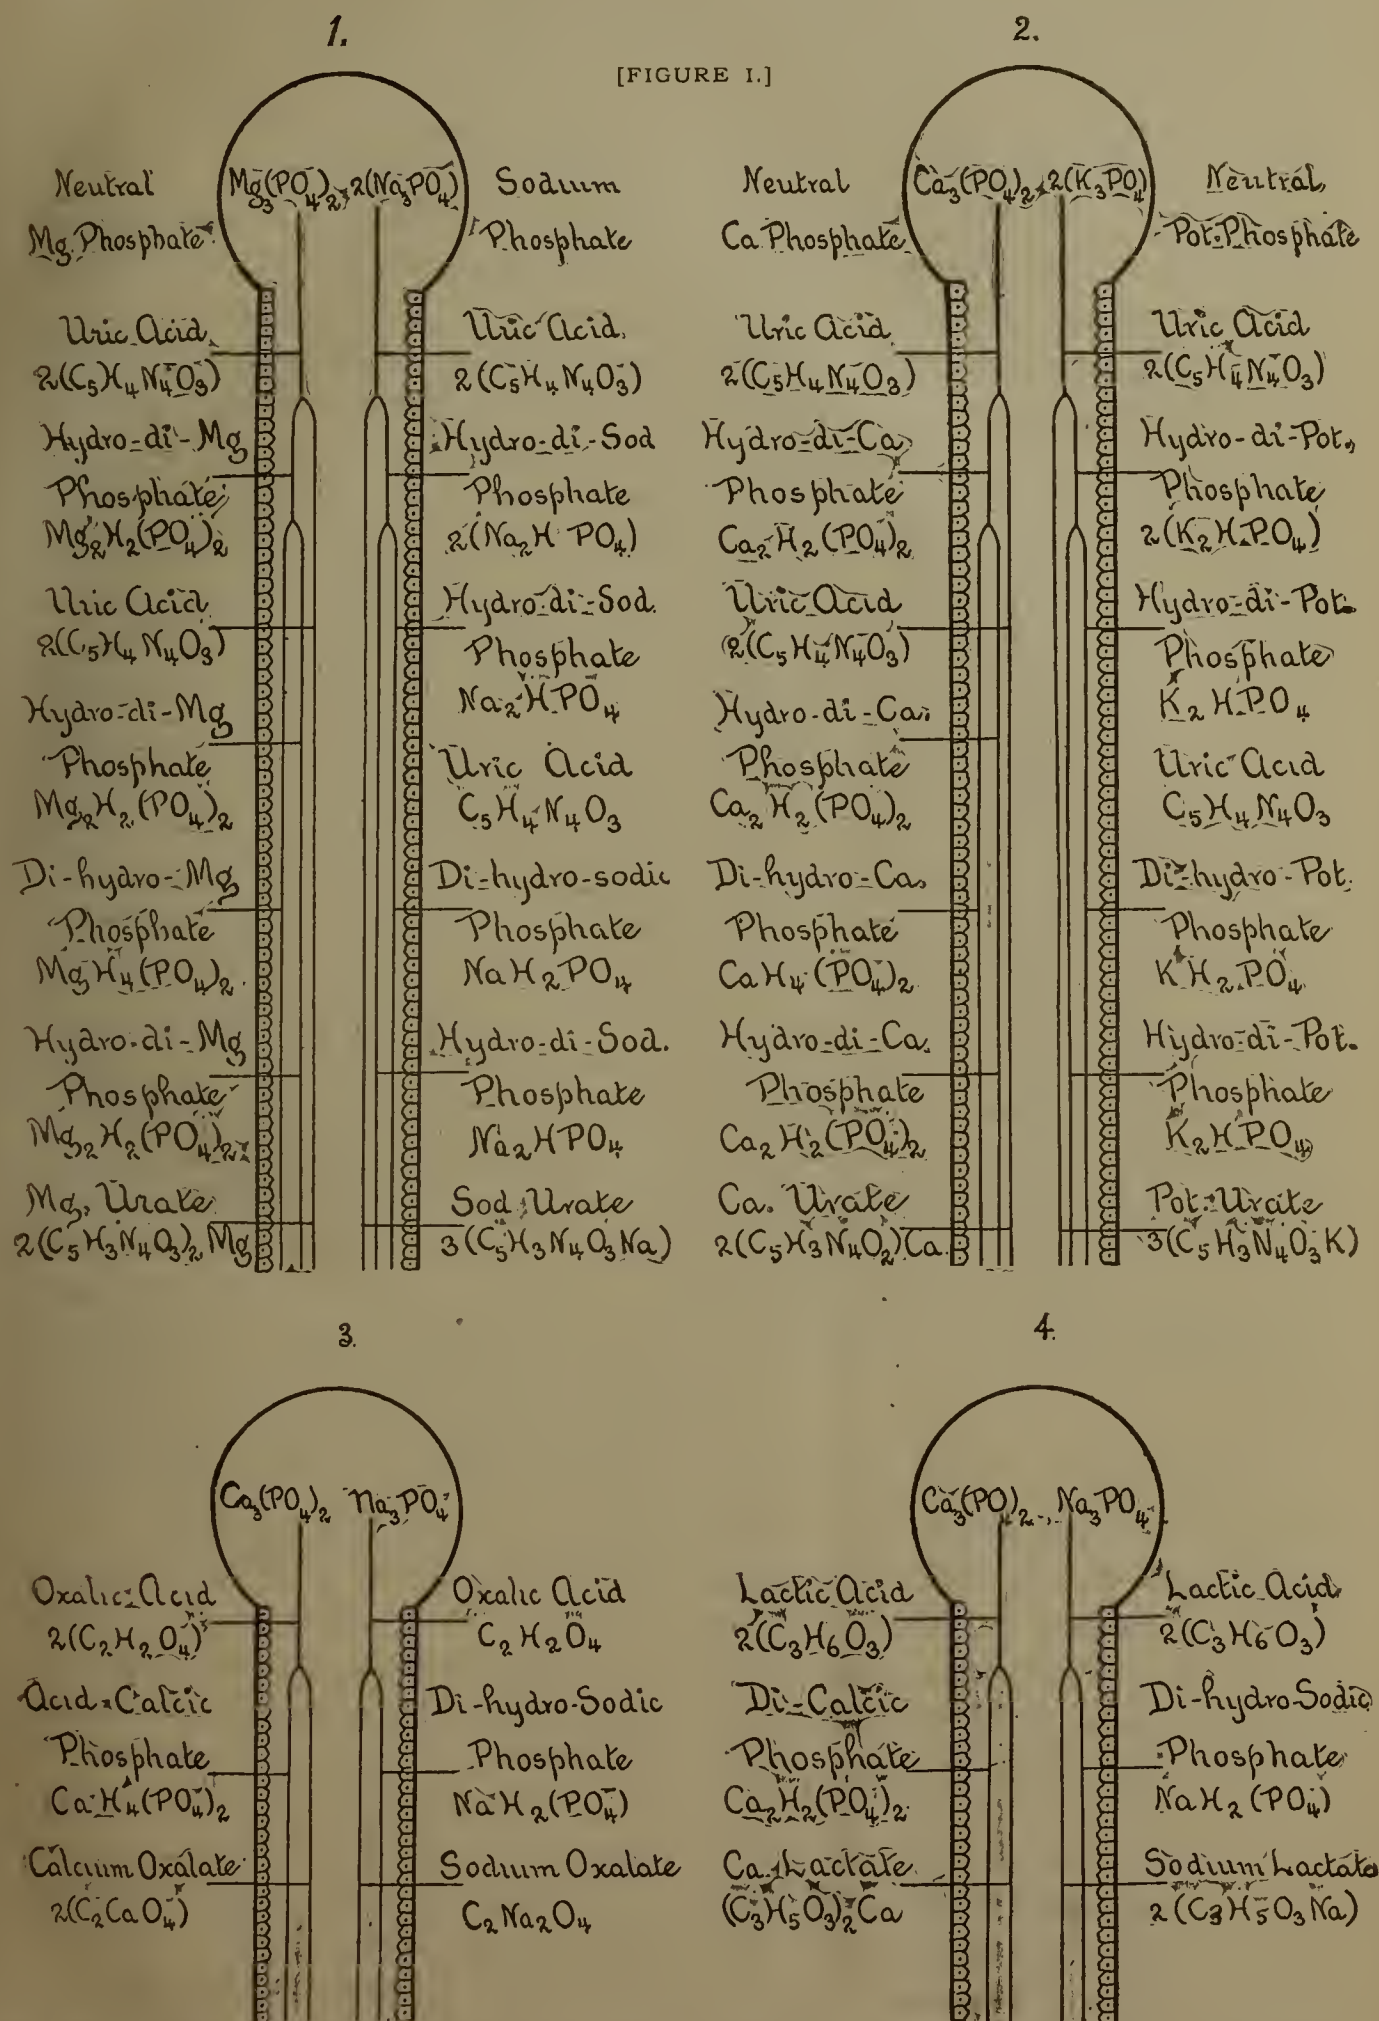 1.
2.
[FIGURE I.]
Neutral
Mg. Phosphate
Mg3(PO4)2, 2(Na3PO4)
Sodium
Phosphate
Uric Acid
2(C5H4N4O3)
Uric Acid
2(C5H4N4O3)
Hydro-di-Mg
Phosphate
Mg2H2(PO4)2
Hydro-di-Sod
Phosphate
2(Na2H PO4)
Uric Acid
2(C5H4N4O3)
Hydro-di-Sod.
Phosphate
Na2HPO4
Hydro-di-Mg
Phosphate
Mg2H2(PO4)2
Uric Acid
C5H4N4O3
Di-hydro-Mg
Phosphate
MgH4(PO4)2
Di-hydro-sodic
Phosphate
NaH2PO4
Hydro-di-Mg
Phosphate
Mg2H2(PO4)2
Hydro-di-Sod.
Phosphate
Na2HPO4
Mg. Urate
2(C5H3N4O3)2Mg
Sod. Urate
3(C5H3N4O3Na)
Neutral
Ca Phosphate
Ca3(PO4)2, 2(K3PO4)
Neutral
Pot. Phosphate
Uric Acid
2(C5H4N4O3)
Uric Acid
2(C5H4N4O3)
Hydro-di-Ca
Phosphate
Ca2H2(PO4)2
Hydro-di-Pot.
Phosphate
2(K2H.PO4)
Uric Acid
2(C5H4N4O3)
Hydro-di-Pot.
Phosphate
K2HPO4
Hydro-di-Ca.
Phosphate
Ca2H2(PO4)2
Uric Acid
C5H4N4O3
Di-hydro-Ca.
Phosphate
CaH4(PO4)2
Di-hydro-Pot.
Phosphate
KH2PO4
Hydro-di-Ca.
Phosphate
Ca2H2(PO4)2
Hydro-di-Pot.
Phosphate
K2HPO4
Ca. Urate
2(C5H3N4O2)Ca
Pot. Urate
3(C5H3N4O3K)
3.
Ca3(PO4)2 Na3PO4
Oxalic Acid
2(C2H2O4)
Oxalic Acid
C2H2O4
Acid Calcic
Phosphate
CaH4(PO4)2
Di-hydro-Sodic
Phosphate
NaH2(PO4)
Calcium Oxalate
2(C2CaO4)
Sodium Oxalate
C2Na2O4
4.
Ca3(PO)2 Na3PO4
Lactic Acid
2(C3H6O3)
Lactic Acid
2(C3H6O3)
Di-Calcic
Phosphate
Ca2H2(PO4)2
Di-hydro-Sodic
Phosphate
NaH2(PO4)
Ca. Lactate
(C3H5O3)2Ca
Sodium Lactate
2(C3H5O3Na)